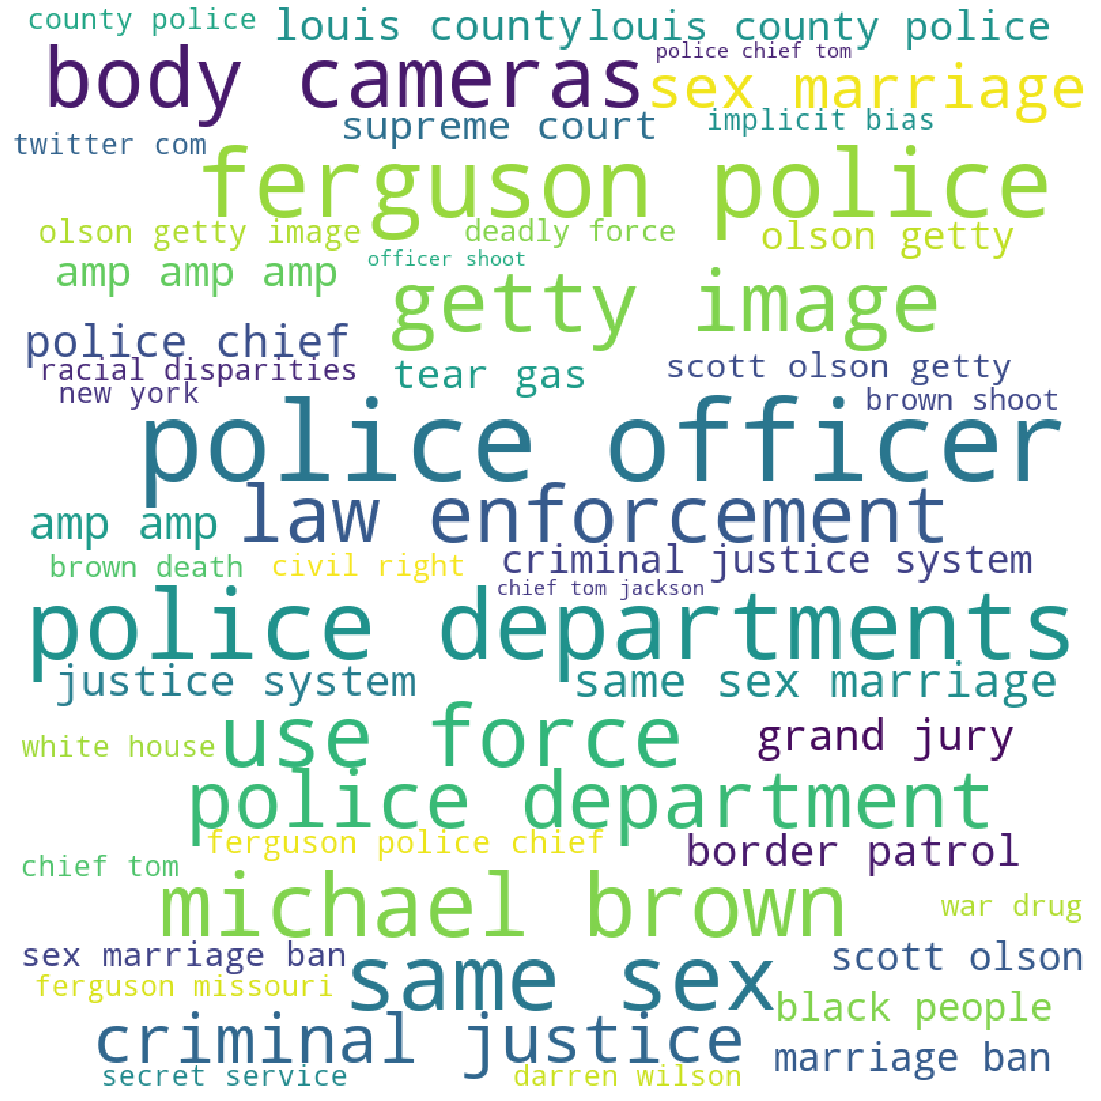 county police
louis county
louis county police
body cameras
police chief tom
sex marriage
twitter com
supreme court
implicit bias
ferguson police
olson getty image
deadly force
olson getty
amp amp amp
officer shoot
getty image
police chief
racial disparities
tear gas
scott olson getty
new york
brown shoot
police officer
amp amp
law enforcement
brown death
civil right
criminal justice system
chief tom jackson
police departments
justice system
same sex marriage
white house
use force
grand jury
police department
ferguson police chief
border patrol
chief tom
michael brown
war drug
sex marriage ban
same sex
scott olson
ferguson missouri
black people
criminal justice
marriage ban
secret service
darren wilson